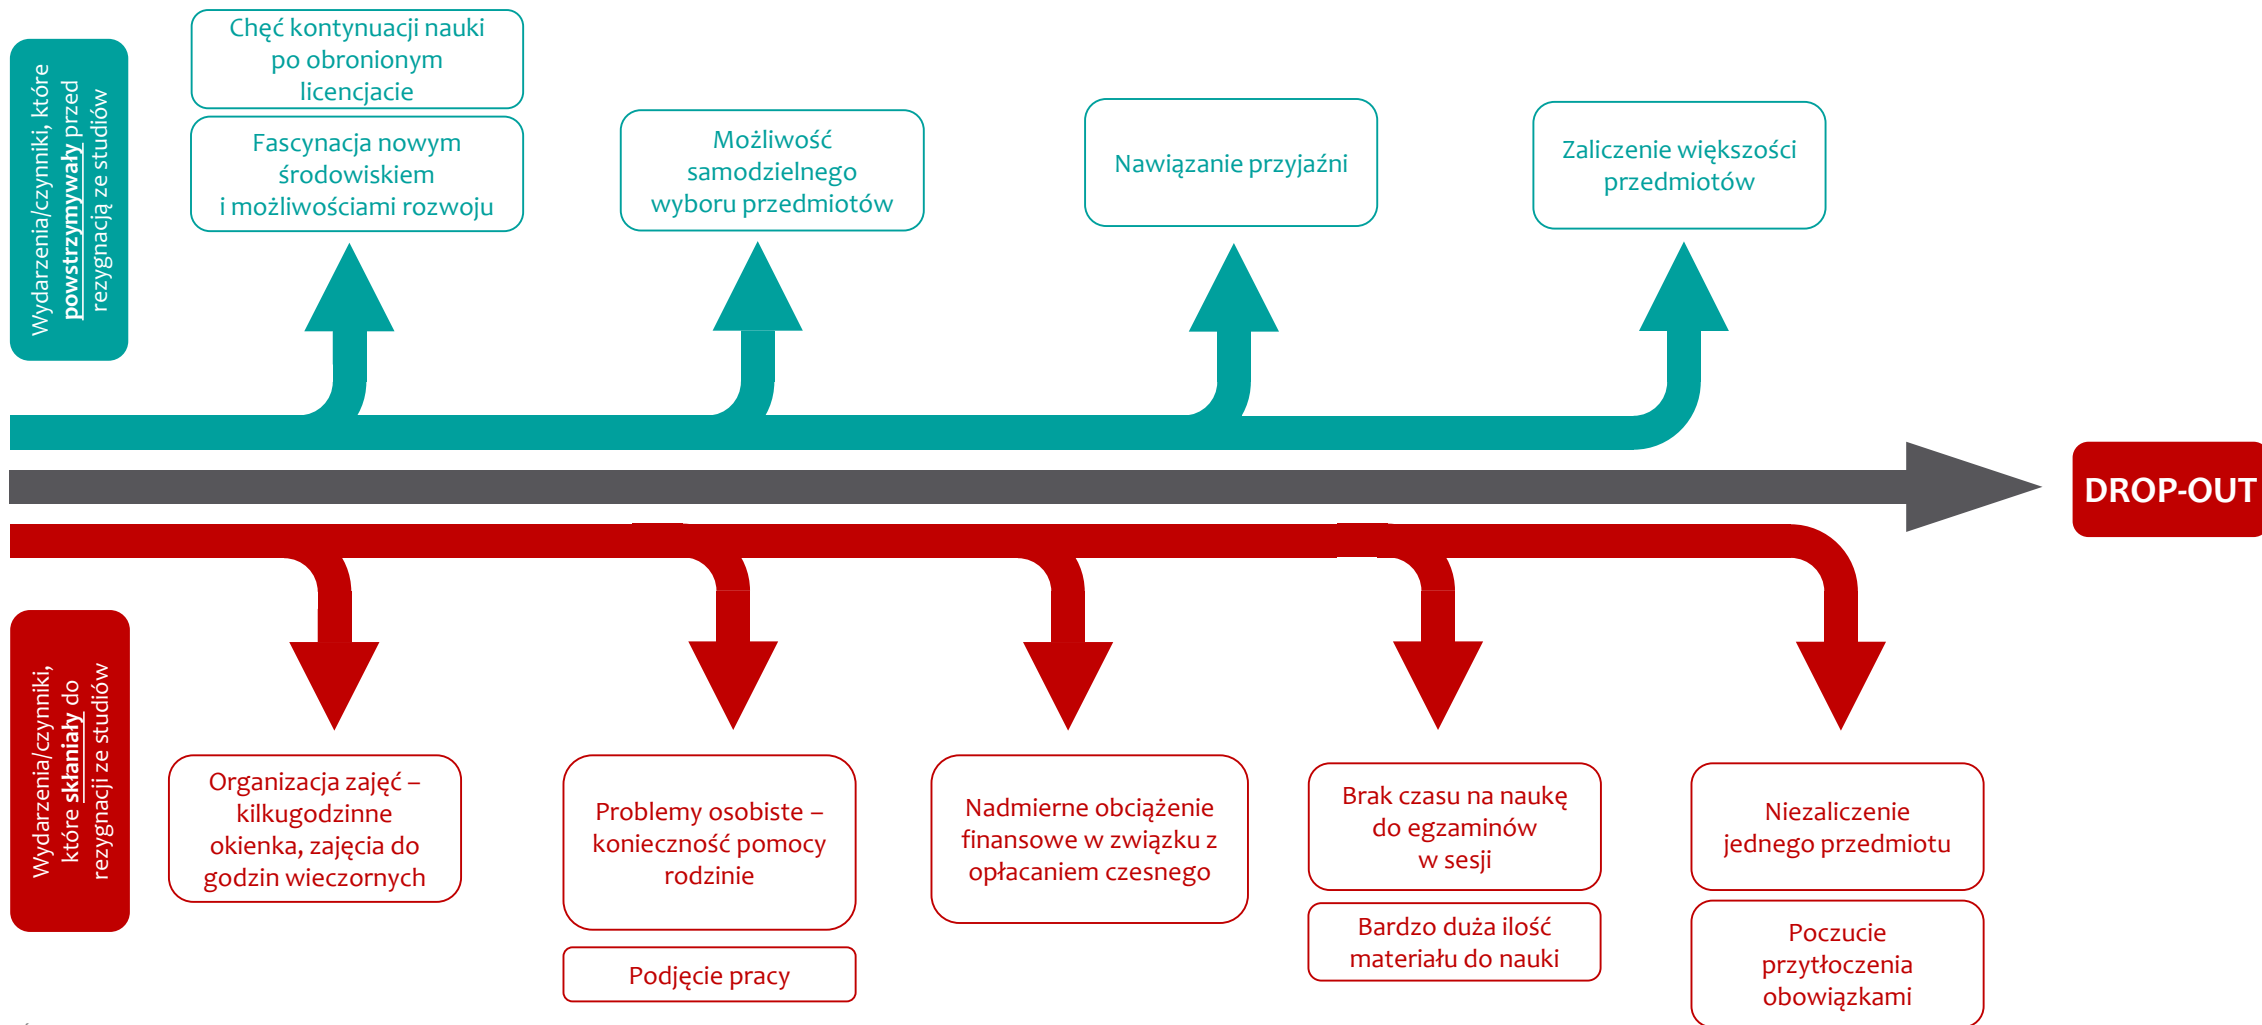 Wydarzenia/czynniki, które
powstrzymywały przed
rezygnacją ze studiów
Chęć kontynuacji nauki
po obronionym
licencjacie
Fascynacja nowym
środowiskiem
i możliwościami rozwoju
Możliwość
samodzielnego
wyboru przedmiotów
Nawiązanie przyjaźni
Zaliczenie większości
przedmiotów
DROP-OUT
Wydarzenia/czynniki,
które skłaniały do
rezygnacji ze studiów
Organizacja zajęć –
kilkugodzinne
okienka, zajęcia do
godzin wieczornych
Problemy osobiste –
konieczność pomocy
rodzinie
Podjęcie pracy
Nadmierne obciążenie
finansowe w związku z
opłacaniem czesnego
Brak czasu na naukę
do egzaminów
w sesji
Bardzo duża ilość
materiału do nauki
Niezaliczenie
jednego przedmiotu
Poczucie
przytłoczenia
obowiązkami